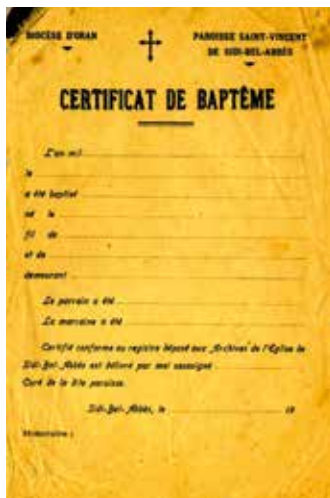 DIOCÈSE D'ORAN
PAROISSE SAINT-VINCENT
DE SIDI-BEL-ABBÈS
CERTIFICAT DE BAPTÊME
L'an mil
le
a été baptisé
né le
fil de
et de
demeurant
Le parrain a été
La marraine a été
Certifié conforme au registre déposé aux Archives de l'Église de
Sidi-Bel-Abbès est délivré par moi soussigné
Curé de la dite paroisse.
Sidi-Bel-Abbès, le 19
Honoraire :